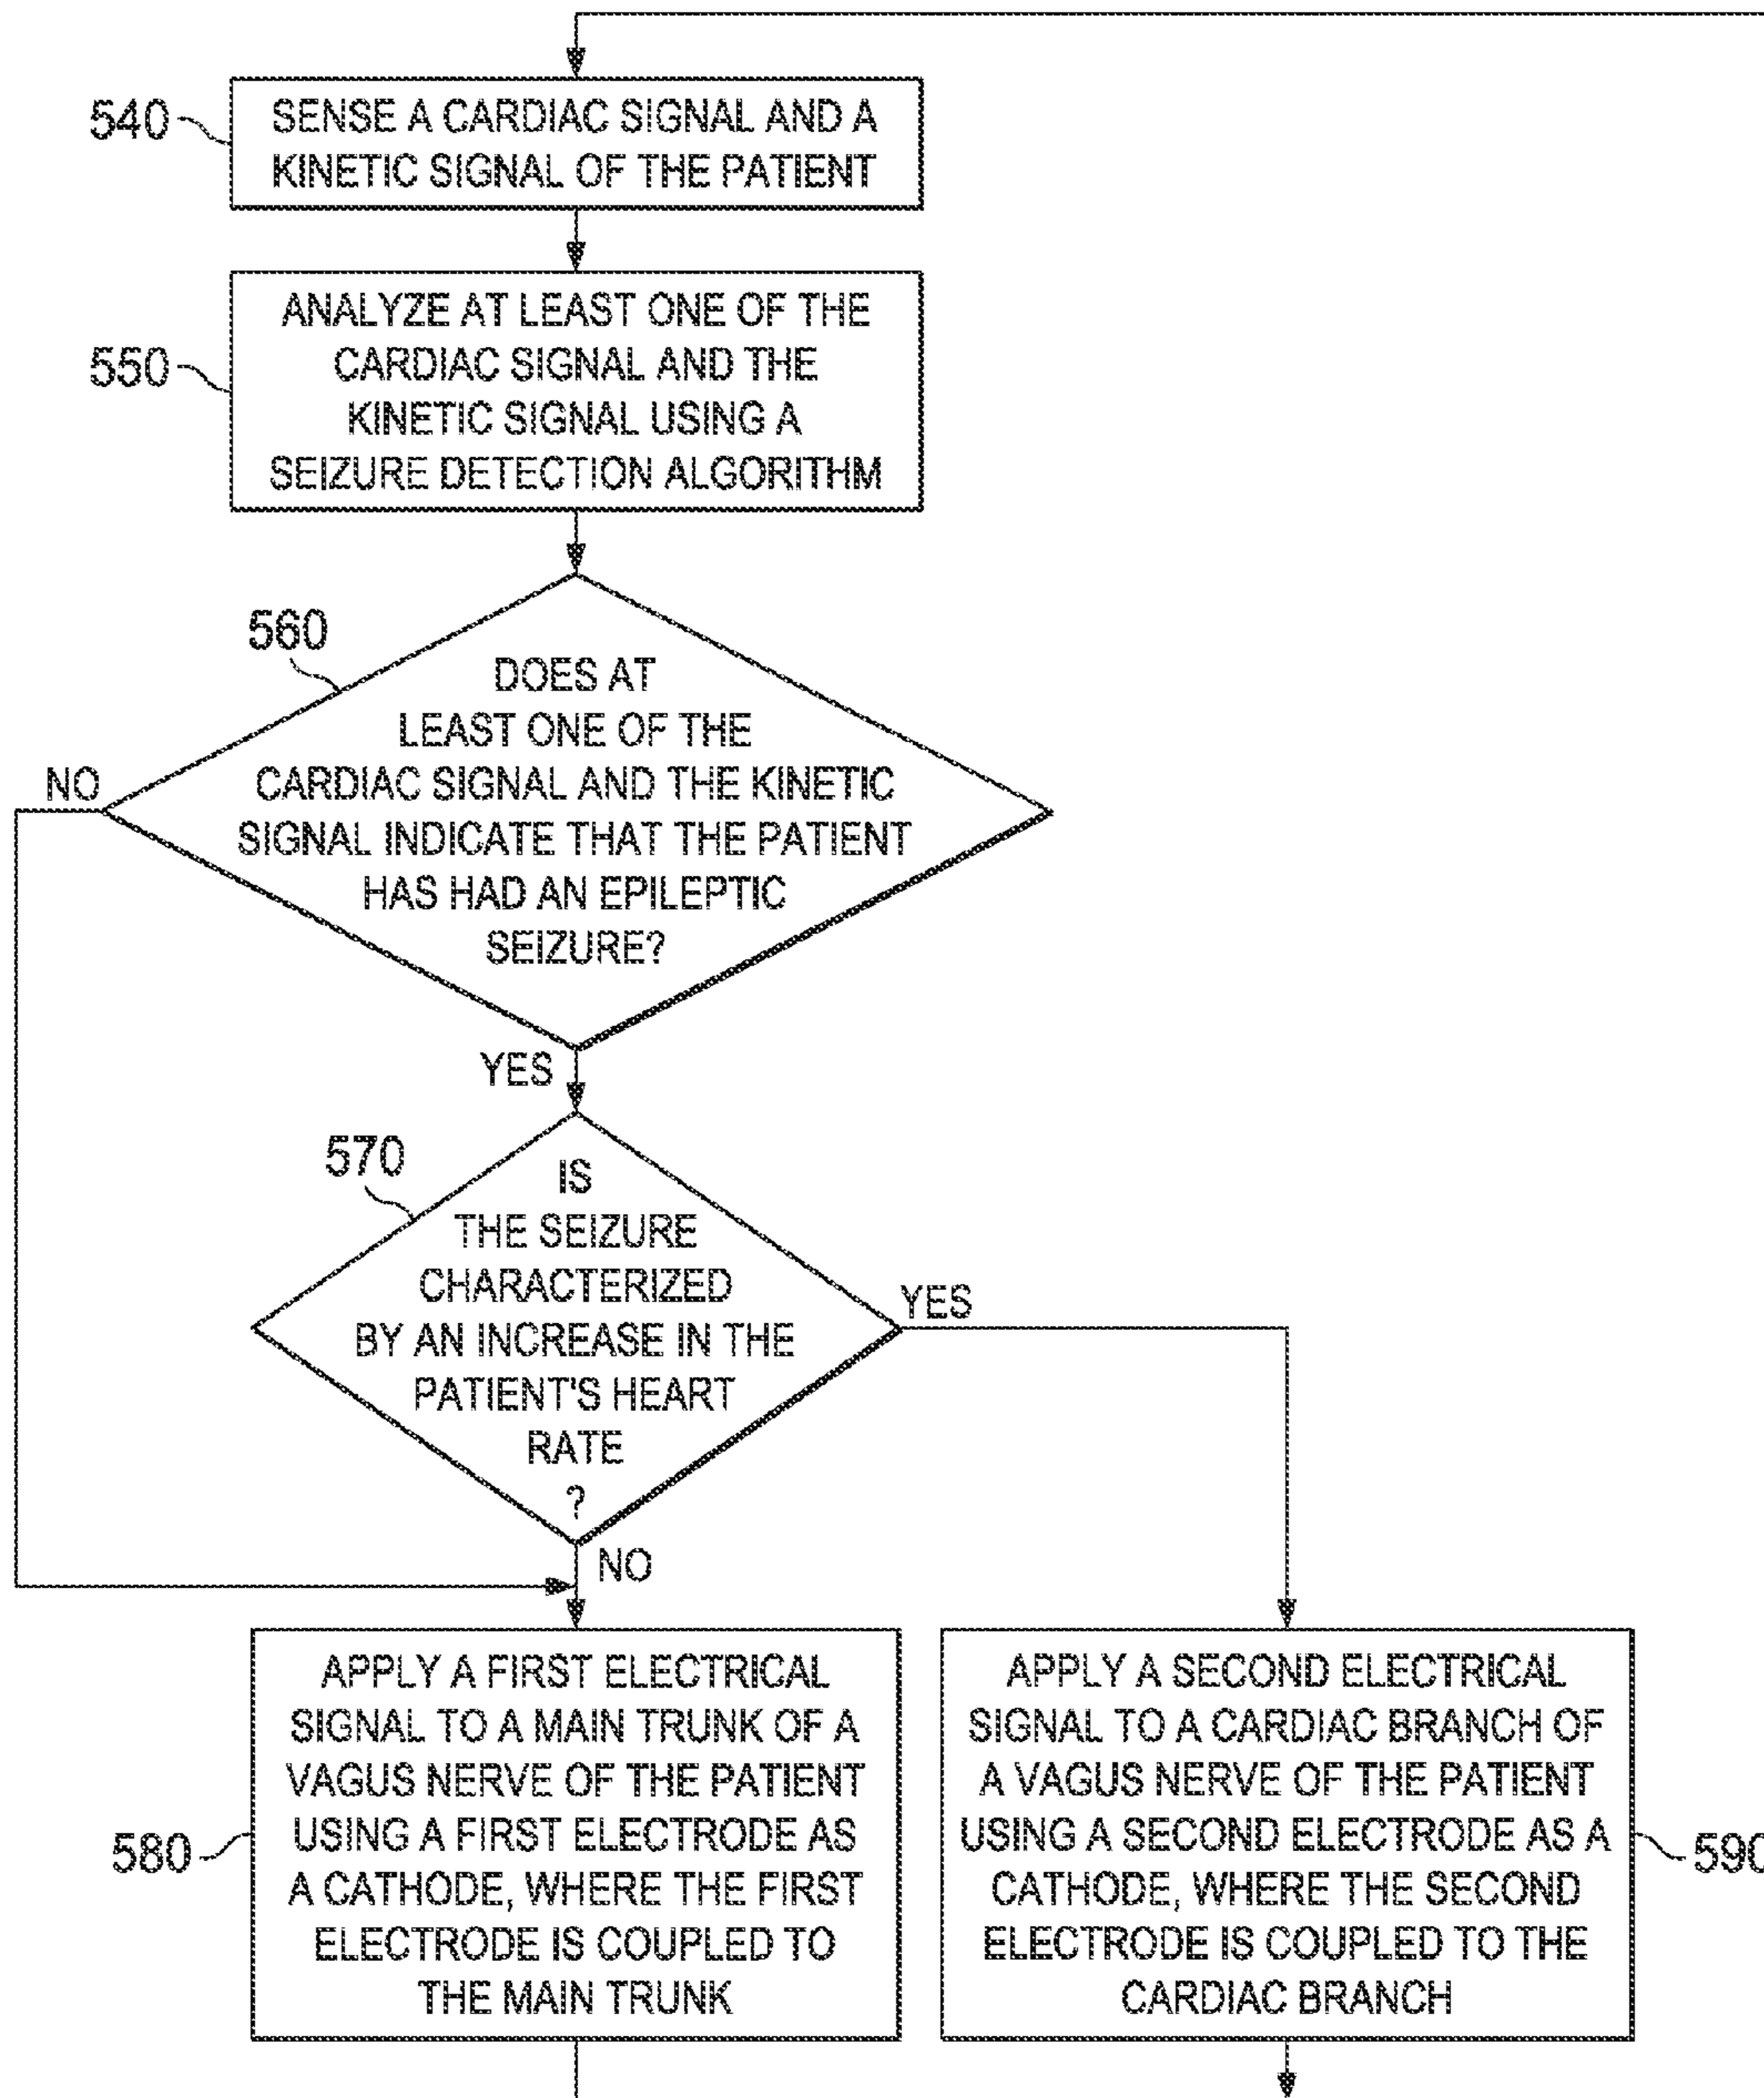 540
SENSE A CARDIAC SIGNAL AND A
KINETIC SIGNAL OF THE PATIENT
550
ANALYZE AT LEAST ONE OF THE
CARDIAC SIGNAL AND THE
KINETIC SIGNAL USING A
SEIZURE DETECTION ALGORITHM
560
DOES AT
LEAST ONE OF THE
CARDIAC SIGNAL AND THE KINETIC
SIGNAL INDICATE THAT THE PATIENT
HAS HAD AN EPILEPTIC
SEIZURE?
NO
YES
570
IS
THE SEIZURE
CHARACTERIZED
BY AN INCREASE IN THE
PATIENT'S HEART
RATE
?
YES
NO
580
APPLY A FIRST ELECTRICAL
SIGNAL TO A MAIN TRUNK OF A
VAGUS NERVE OF THE PATIENT
USING A FIRST ELECTRODE AS
A CATHODE, WHERE THE FIRST
ELECTRODE IS COUPLED TO
THE MAIN TRUNK
APPLY A SECOND ELECTRICAL
SIGNAL TO A CARDIAC BRANCH OF
A VAGUS NERVE OF THE PATIENT
USING A SECOND ELECTRODE AS A
CATHODE, WHERE THE SECOND
ELECTRODE IS COUPLED TO THE
CARDIAC BRANCH
590